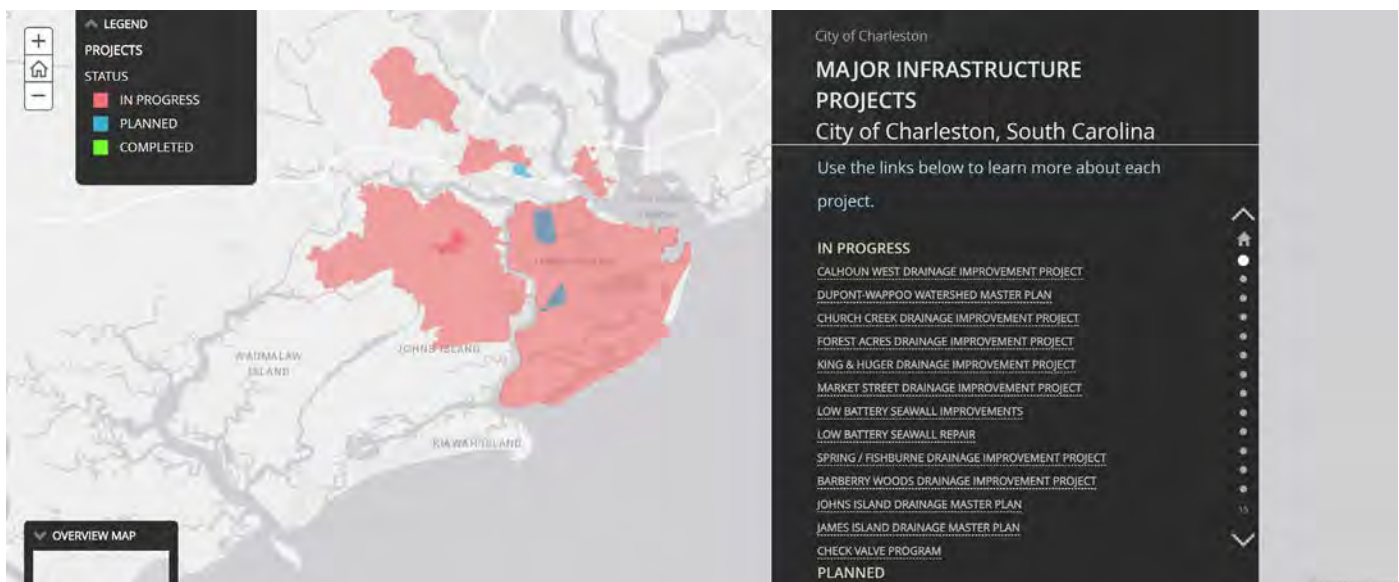 +
−
LEGEND
PROJECTS
STATUS
IN PROGRESS
PLANNED
COMPLETED
WADMALAW
ISLAND
JOHNS ISLAND
KIAWAH ISLAND
OVERVIEW MAP
City of Charleston
MAJOR INFRASTRUCTURE
PROJECTS
City of Charleston, South Carolina
Use the links below to learn more about each
project.
IN PROGRESS
CALHOUN WEST DRAINAGE IMPROVEMENT PROJECT
DUPONT-WAPPOO WATERSHED MASTER PLAN
CHURCH CREEK DRAINAGE IMPROVEMENT PROJECT
FOREST ACRES DRAINAGE IMPROVEMENT PROJECT
KING & HUGER DRAINAGE IMPROVEMENT PROJECT
MARKET STREET DRAINAGE IMPROVEMENT PROJECT
LOW BATTERY SEAWALL IMPROVEMENTS
LOW BATTERY SEAWALL REPAIR
SPRING / FISHBURNE DRAINAGE IMPROVEMENT PROJECT
BARBERRY WOODS DRAINAGE IMPROVEMENT PROJECT
JOHNS ISLAND DRAINAGE MASTER PLAN
JAMES ISLAND DRAINAGE MASTER PLAN
CHECK VALVE PROGRAM
PLANNED